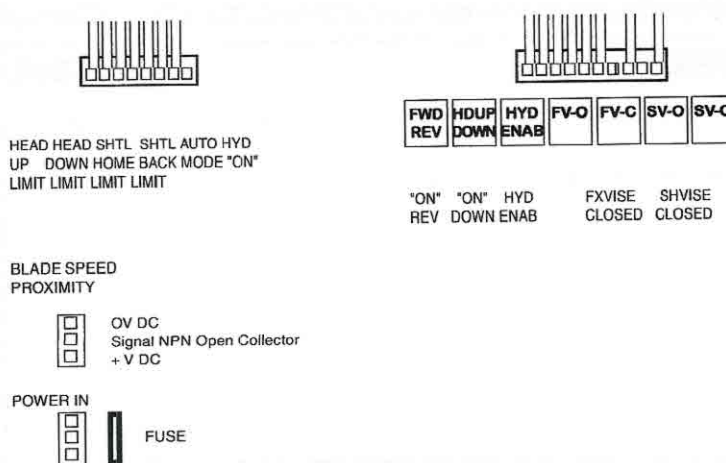 HEAD HEAD SHTL SHTL AUTO HYD
UP DOWN HOME BACK MODE "ON"
LIMIT LIMIT LIMIT LIMIT
FWD REV
HDUP DOWN
HYD ENAB
FV-O
FV-C
SV-O
SV-C
"ON" "ON" HYD FXVISE SHVISE
REV DOWN ENAB CLOSED CLOSED
BLADE SPEED
PROXIMITY
OV DC
Signal NPN Open Collector
+ V DC
POWER IN
FUSE